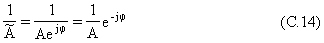 1/Ã = 1/(Ae^{jφ}) = (1/A)e^{-jφ} (C.14)